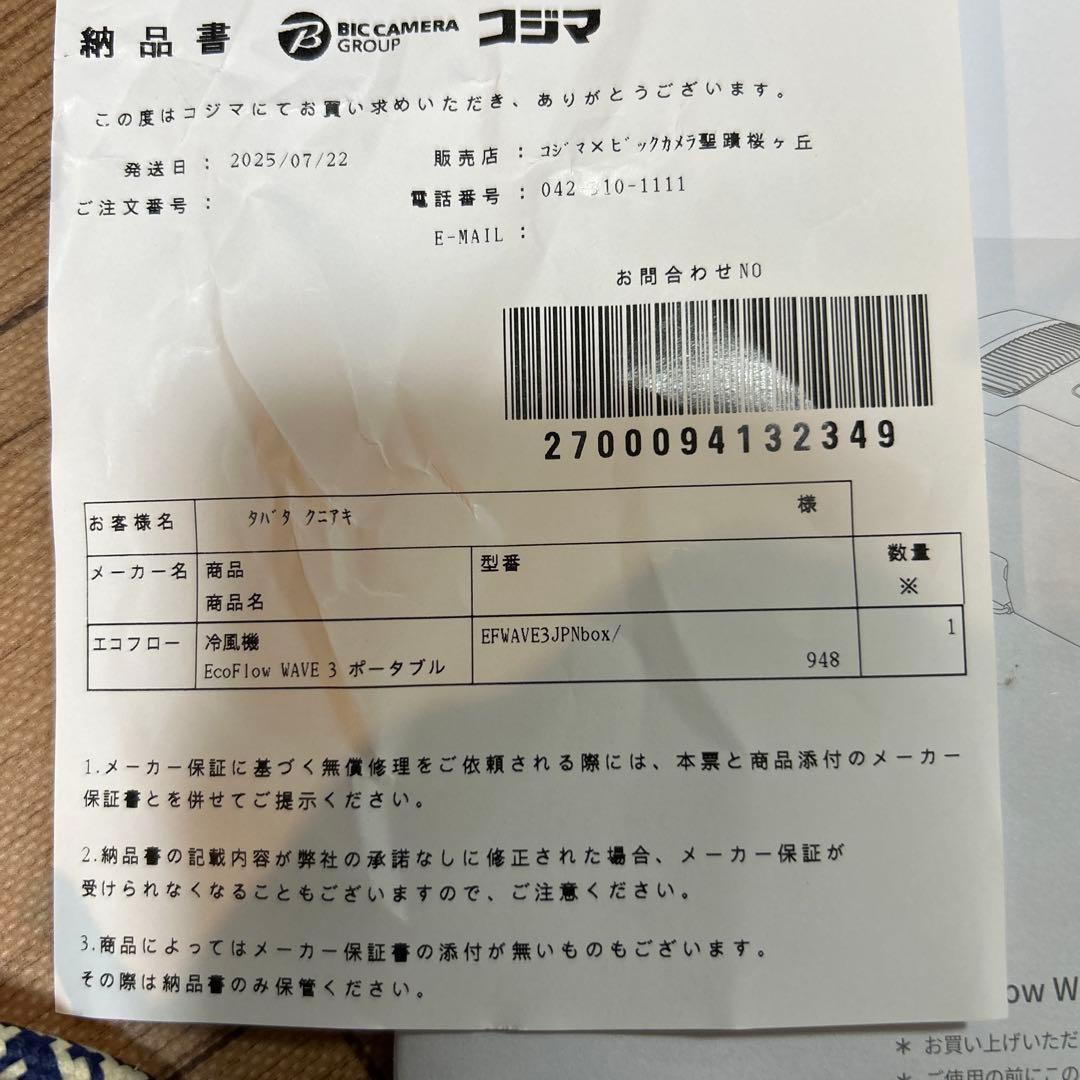 納品書 BIC CAMERA GROUP コジマ
この度はコジマにてお買い求めいただき、ありがとうございます。
発送日： 2025/07/22 販売店： コジマ×ビックカメラ聖蹟桜ヶ丘
ご注文番号： 電話番号： 042 10-1111
E-MAIL：
お問合わせNO
2700094132349
お客様名 タバタ クニアキ 様
メーカー名 商品 型番 数量
商品名 ※
エコフロー 冷風機 EFWAVE3JPNbox/ 1
EcoFlow WAVE 3 ポータブル 948
1.メーカー保証に基づく無償修理をご依頼される際には、本票と商品添付のメーカー
保証書とを併せてご提示ください。
2.納品書の記載内容が弊社の承諾なしに修正された場合、メーカー保証が
受けられなくなることもございますので、ご注意ください。
3.商品によってはメーカー保証書の添付が無いものもございます。
その際は納品書のみ保管ください。
ow W
＊ お買い上げいただ
＊ ご使用の前にこの